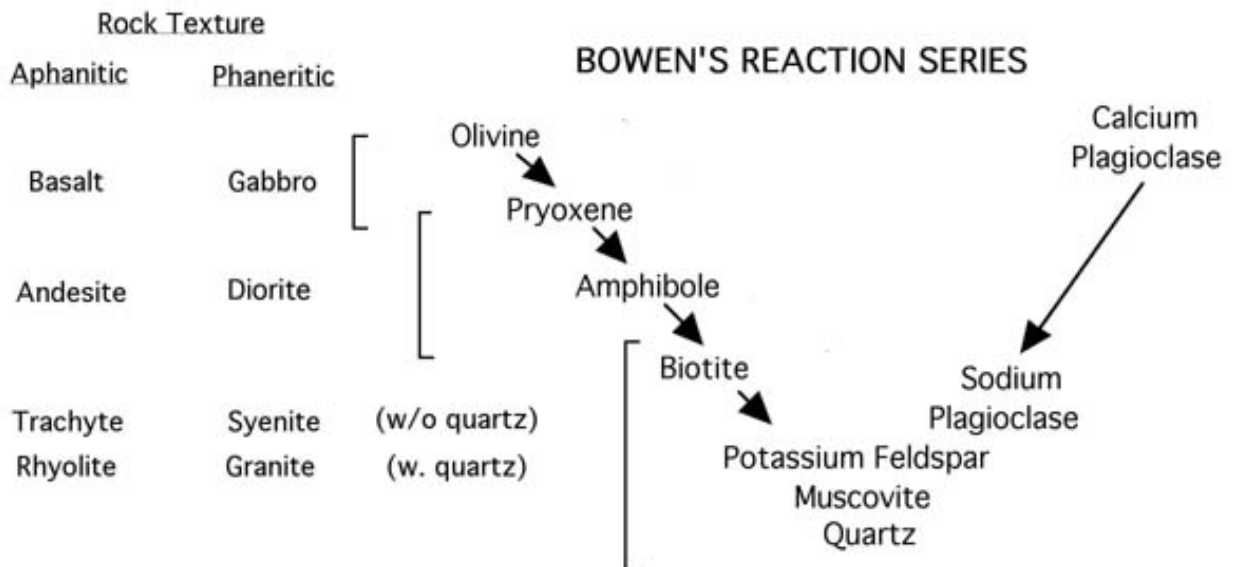 Rock Texture
BOWEN'S REACTION SERIES
Aphanitic Phaneritic
Olivine
Calcium
Plagioclase
Basalt Gabbro
Pryoxene
Andesite Diorite
Amphibole
Biotite
Sodium
Plagioclase
Trachyte Syenite (w/o quartz)
Rhyolite Granite (w. quartz)
Potassium Feldspar
Muscovite
Quartz